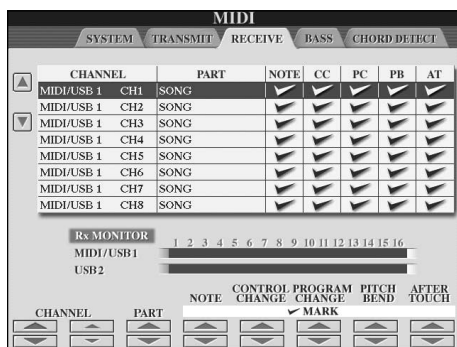 MIDI
SYSTEM TRANSMIT RECEIVE BASS CHORD DETECT
CHANNEL PART NOTE CC PC PB AT
MIDI/USB 1 CH1 SONG
MIDI/USB 1 CH2 SONG
MIDI/USB 1 CH3 SONG
MIDI/USB 1 CH4 SONG
MIDI/USB 1 CH5 SONG
MIDI/USB 1 CH6 SONG
MIDI/USB 1 CH7 SONG
MIDI/USB 1 CH8 SONG
Rx MONITOR 1 2 3 4 5 6 7 8 9 10 11 12 13 14 15 16
MIDI/USB1
USB2
NOTE CONTROL CHANGE PROGRAM CHANGE PITCH BEND AFTER TOUCH
CHANNEL PART MARK